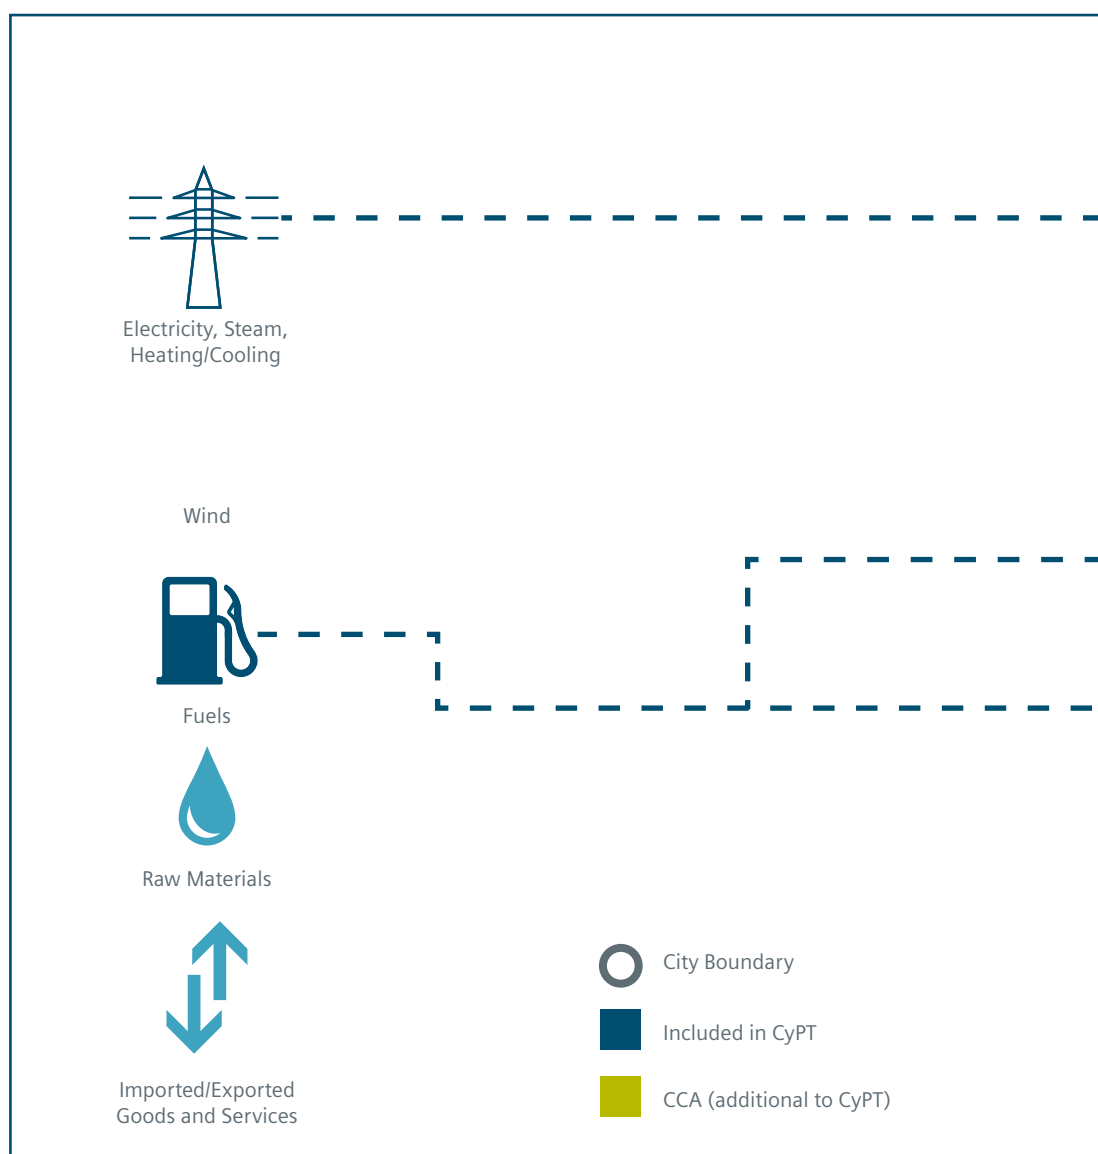 Electricity, Steam,
Heating/Cooling
Wind
Fuels
Raw Materials
Imported/Exported
Goods and Services
City Boundary
Included in CyPT
CCA (additional to CyPT)